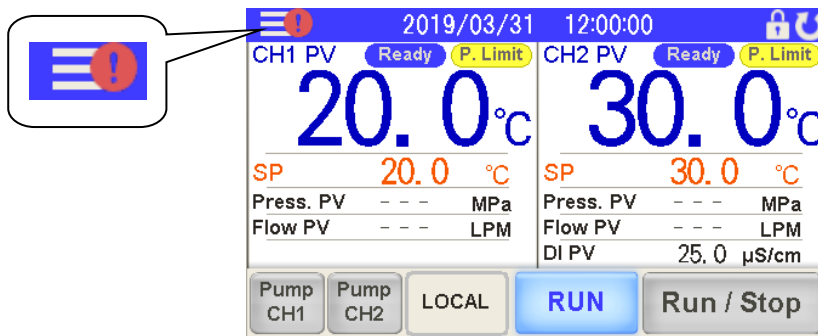 !
! 2019/03/31 12:00:00
CH1 PV Ready P. Limit
20.0°C
SP 20.0 °C
Press. PV --- MPa
Flow PV --- LPM
CH2 PV Ready P. Limit
30.0°C
SP 30.0 °C
Press. PV --- MPa
Flow PV --- LPM
DI PV 25.0 µS/cm
Pump
CH1
Pump
CH2
LOCAL
RUN
Run / Stop